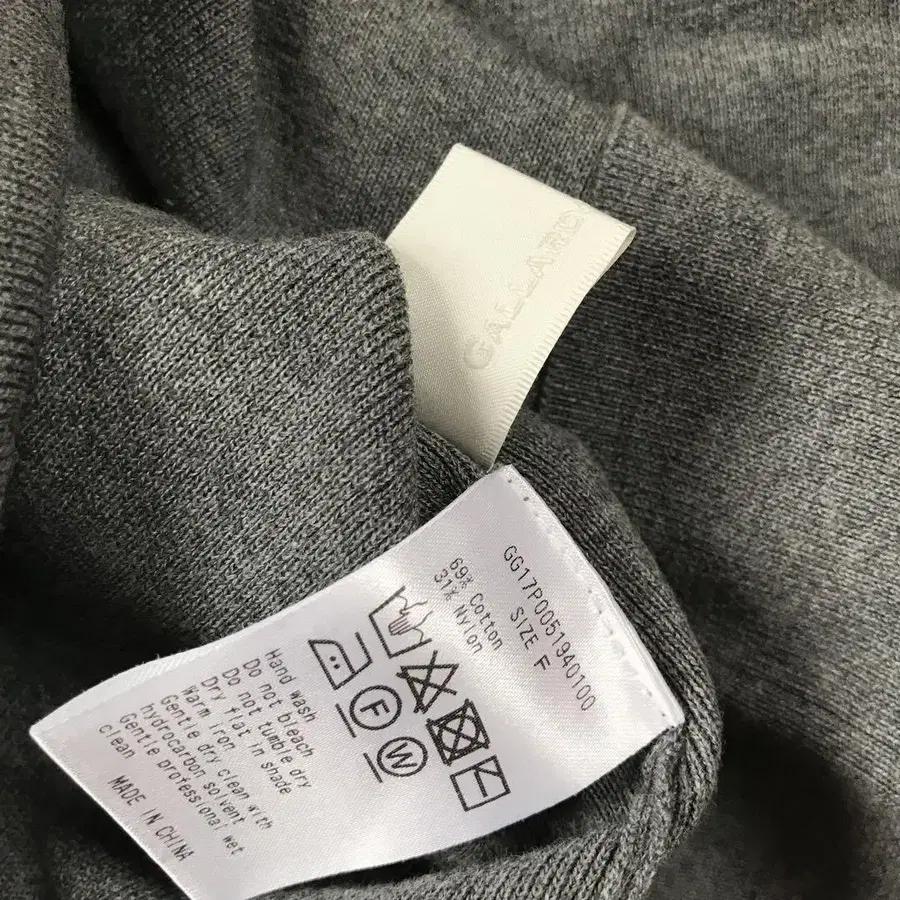 GALLARD
GG17P0051940100
SIZE F
69% Cotton
31% Nylon
F
W
Hand wash
Do not bleach
Do not tumble dry
Dry flat in shade
Warm iron
Gentle dry clean with
hydrocarbon solvent
Gentle professional wet
clean
MADE IN CHINA